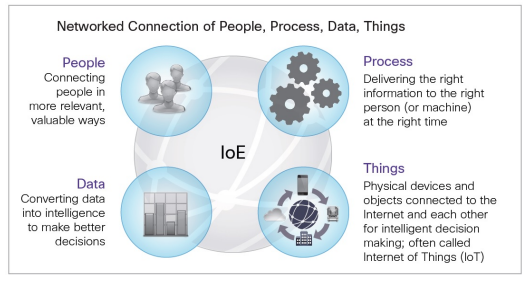 Networked Connection of People, Process, Data, Things
People
Connecting
people in
more relevant,
valuable ways
Process
Delivering the right
information to the right
person (or machine)
at the right time
IoE
Data
Converting data
into intelligence
to make better
decisions
Things
Physical devices and
objects connected to the
Internet and each other
for intelligent decision
making; often called
Internet of Things (IoT)